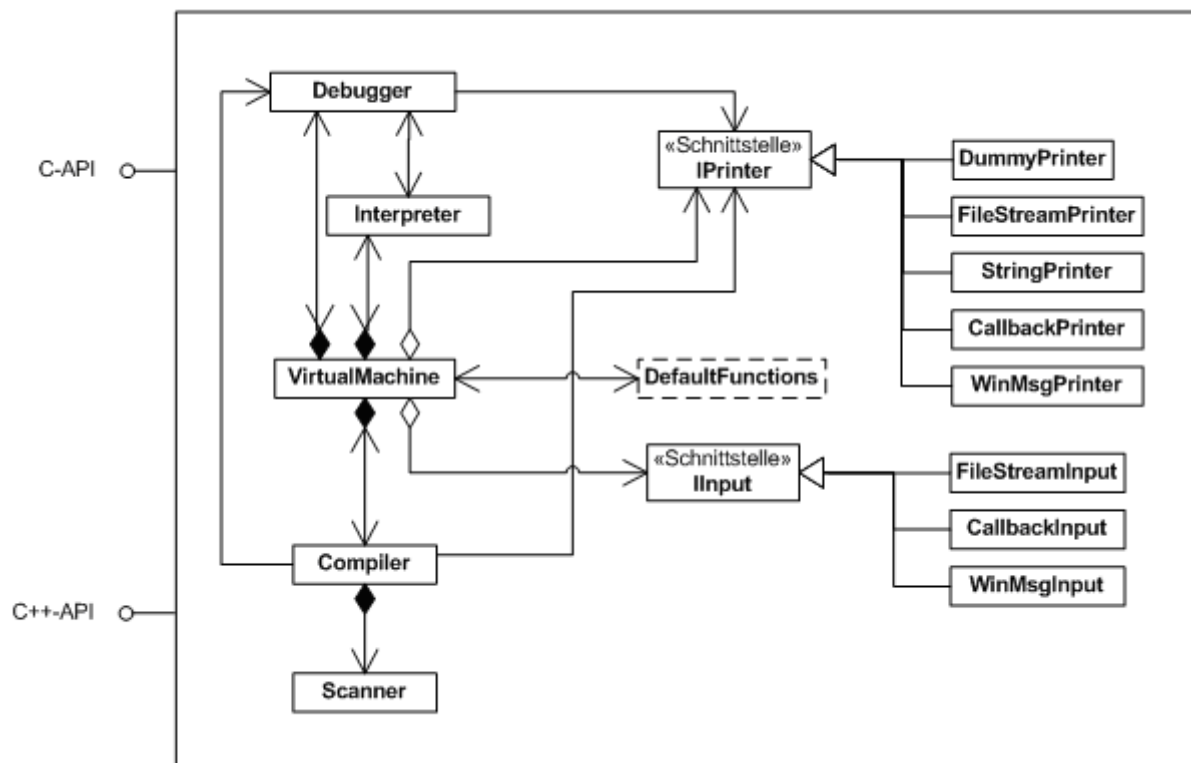 Debugger
C-API
«Schnittstelle»
IPrinter
DummyPrinter
Interpreter
FileStreamPrinter
StringPrinter
CallbackPrinter
VirtualMachine
DefaultFunctions
WinMsgPrinter
«Schnittstelle»
IInput
FileStreamInput
CallbackInput
Compiler
WinMsgInput
C++-API
Scanner